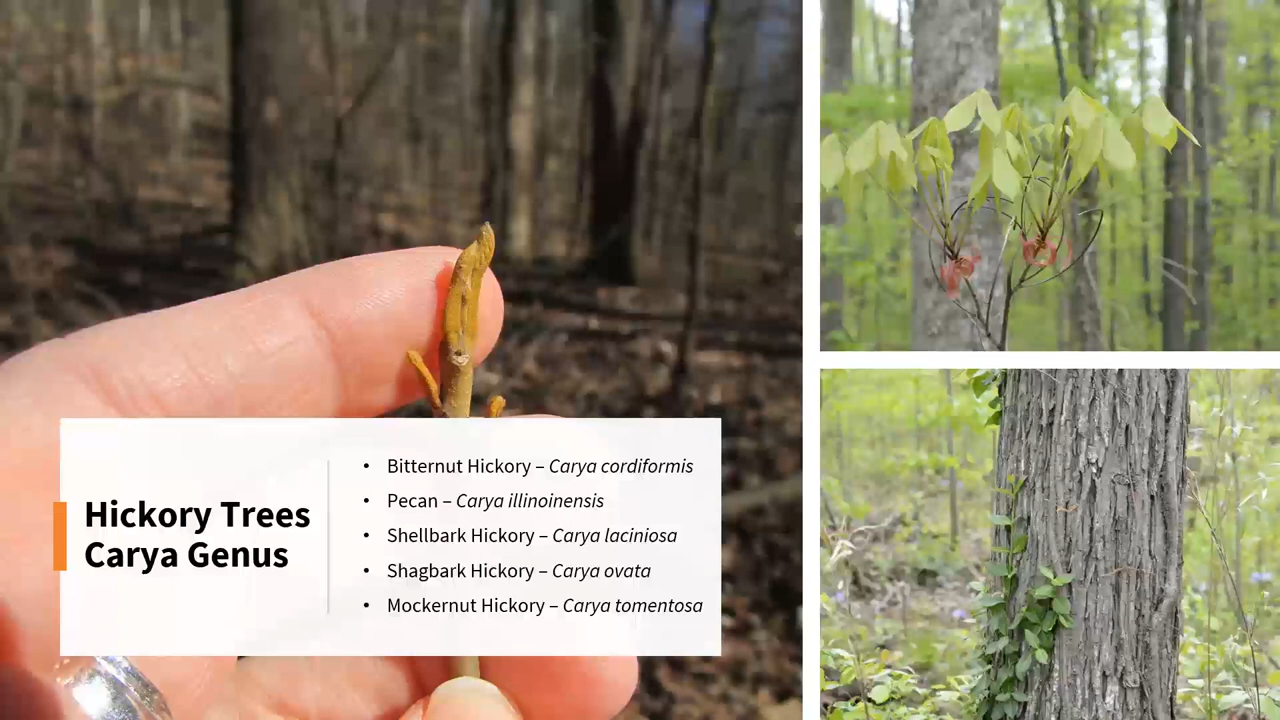 Hickory Trees
Carya Genus
• Bitternut Hickory – Carya cordiformis
• Pecan – Carya illinoinensis
• Shellbark Hickory – Carya laciniosa
• Shagbark Hickory – Carya ovata
• Mockernut Hickory – Carya tomentosa